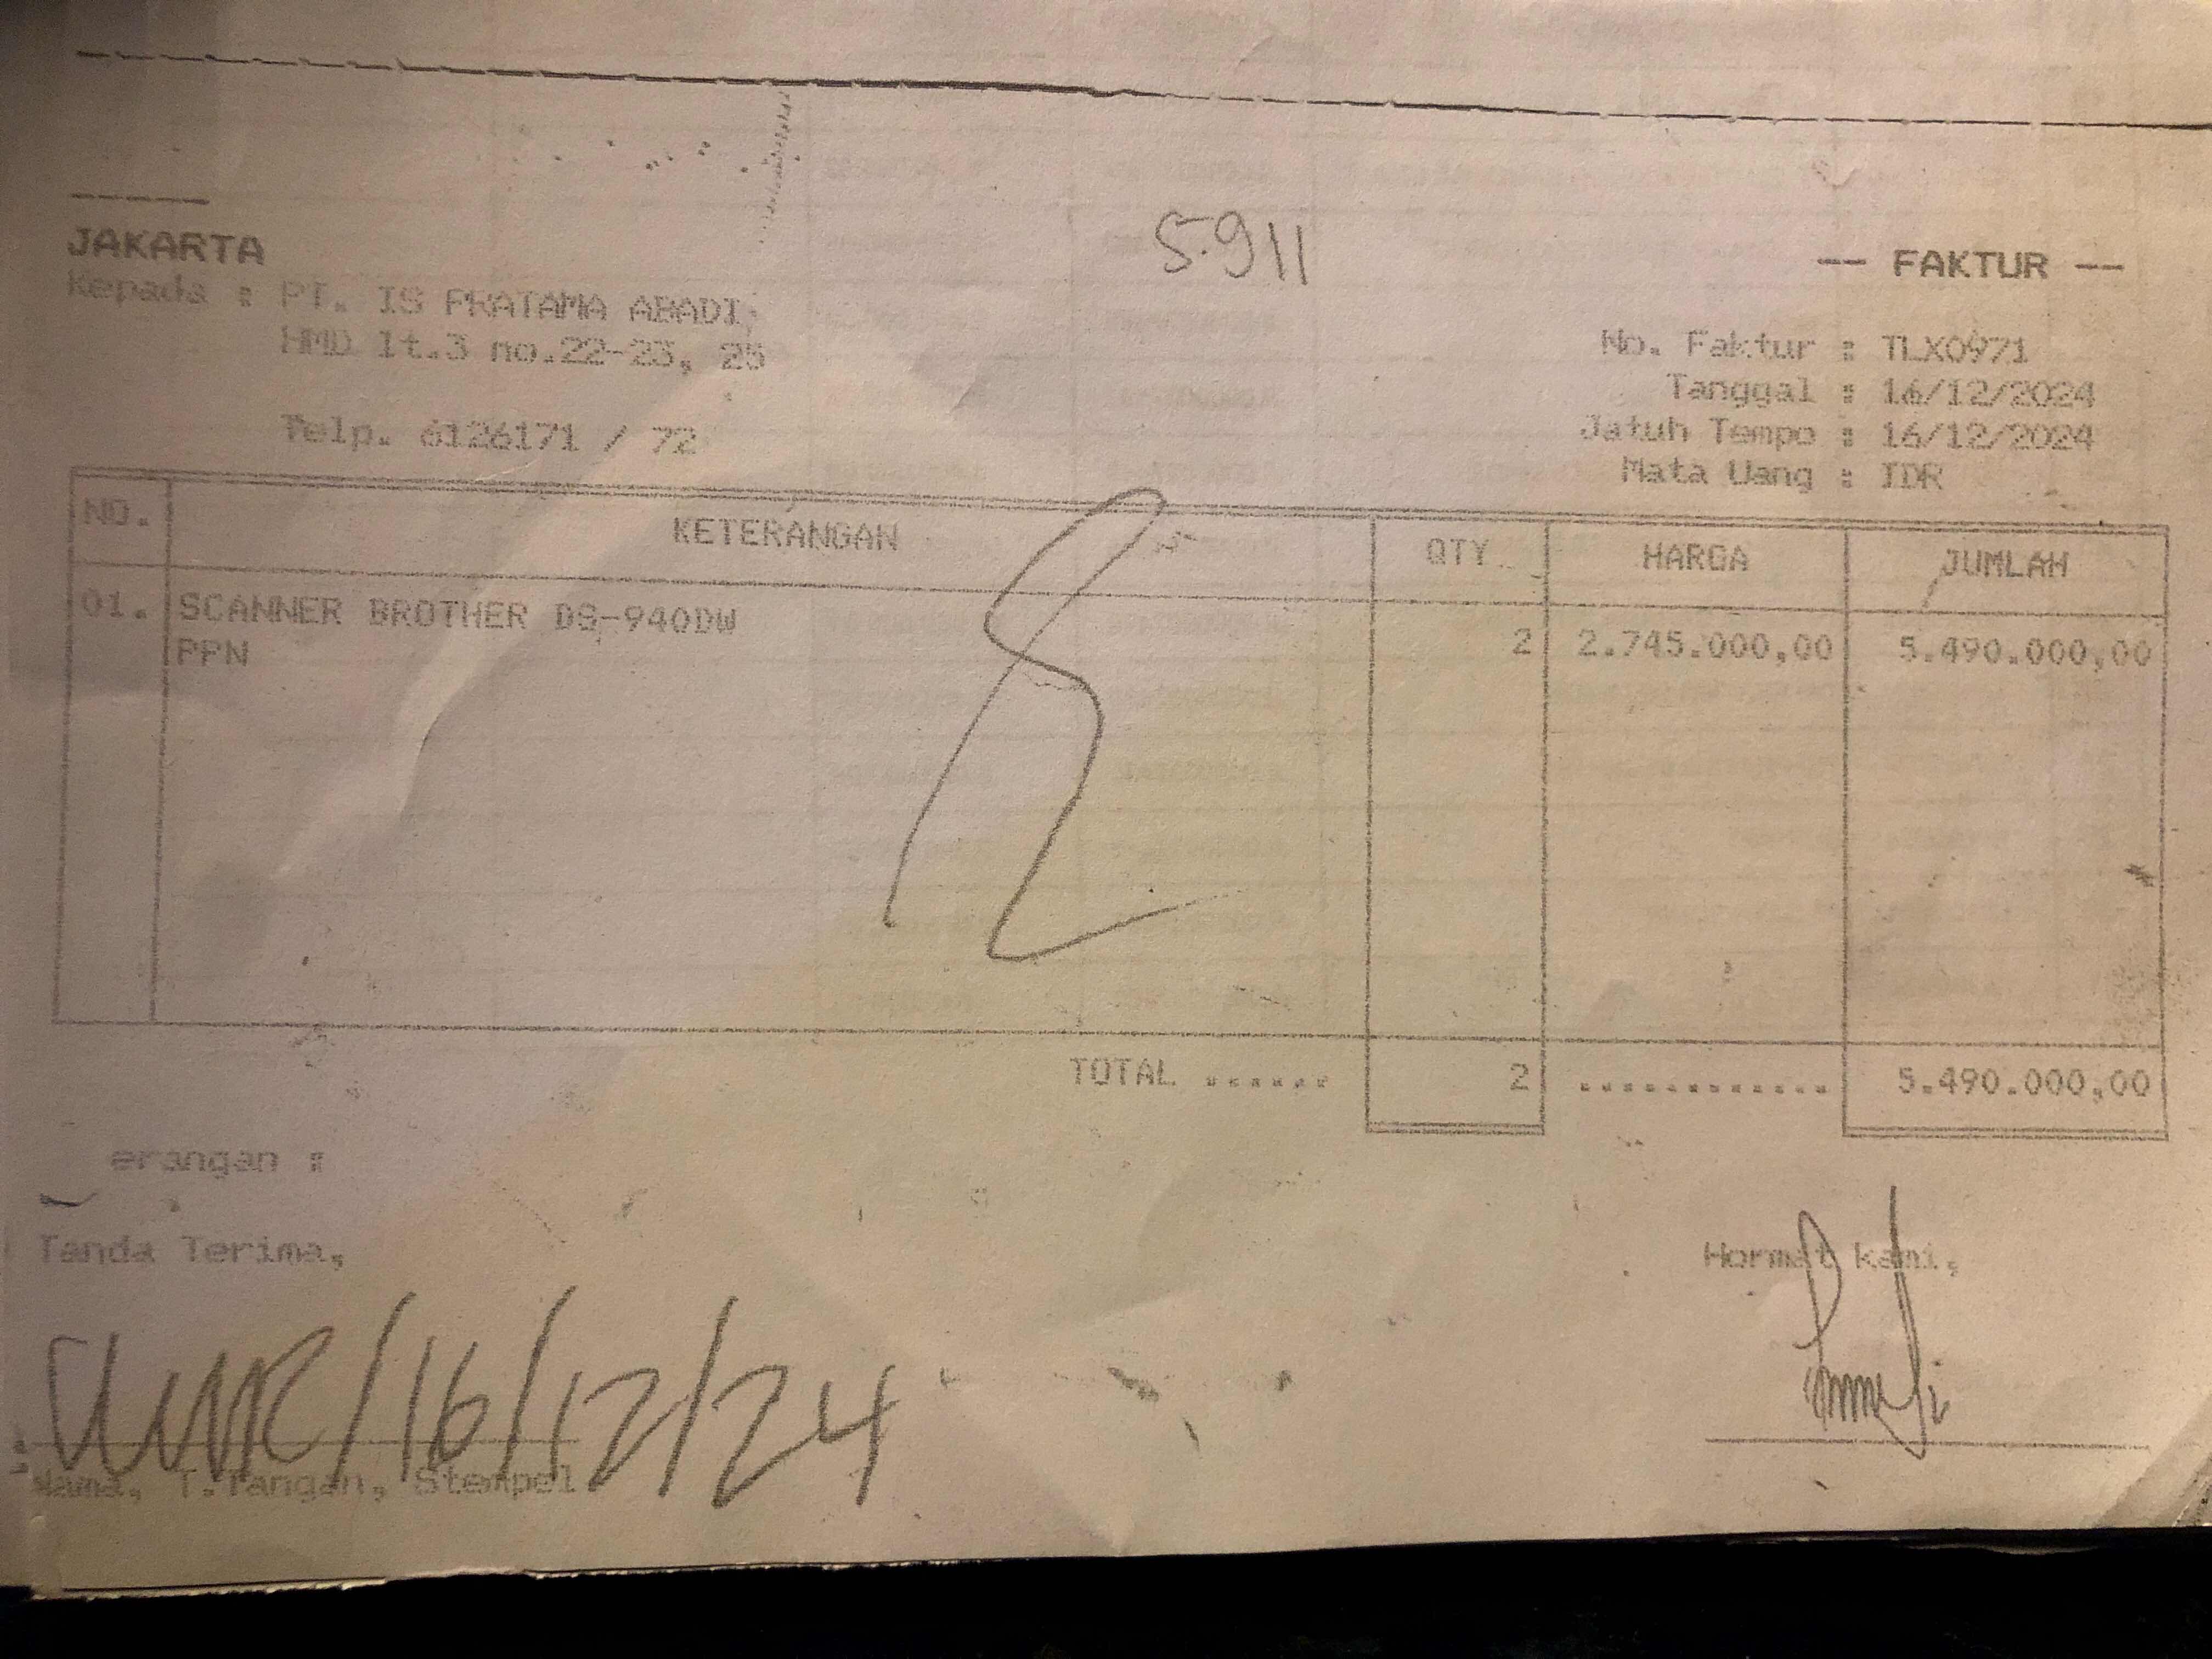 5.911
JAKARTA
-- FAKTUR --
Kepada : PT. IS PRATAMA ABADI
HMD lt.3 no.22-23, 25
Telp. 6126171 / 72
No. Faktur : TLX0971
Tanggal : 16/12/2024
Jatuh Tempo : 16/12/2024
Mata Uang : IDR
NO. KETERANGAN QTY HARGA JUMLAH
01. SCANNER BROTHER DS-940DW 2 2.745.000,00 5.490.000,00
PPN
TOTAL ...... 2 ............ 5.490.000,00
erangan :
Tanda Terima,
Hormat kami,
/16/12/24
Nama, T.Tangan, Stempel